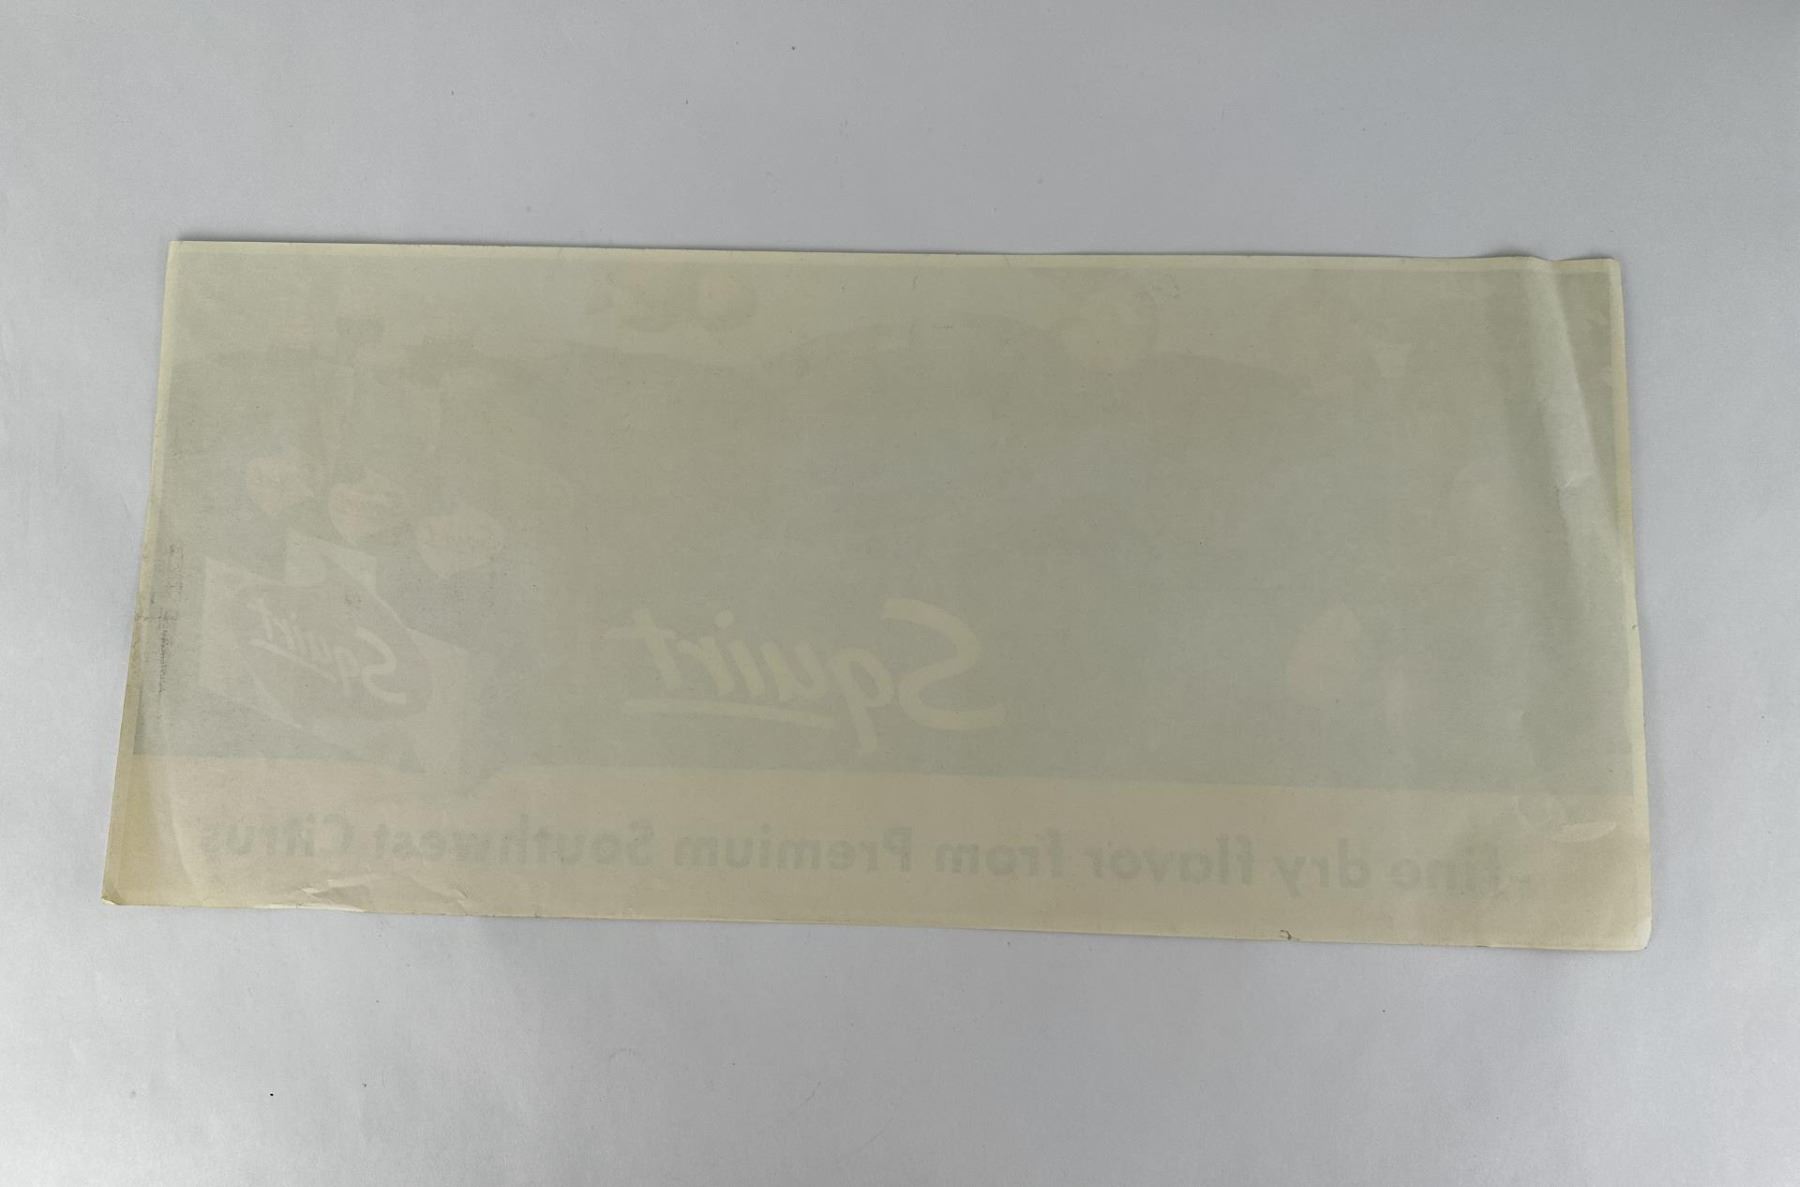 Squirt
Squirt
fine dry flavor from Premium Southwest Citrus